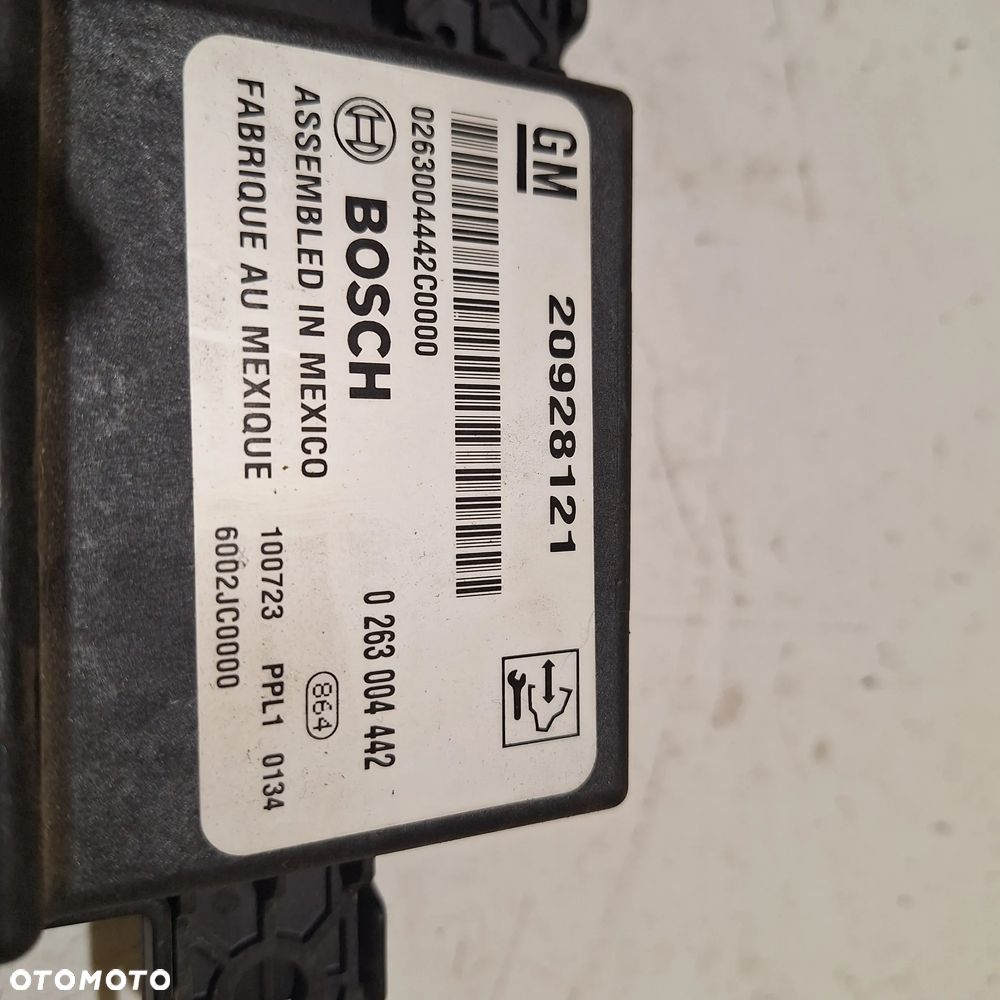 GM
20928121
0263004442C0000
BOSCH
0 263 004 442
ASSEMBLED IN MEXICO
864
FABRIQUE AU MEXIQUE
100723 PPL1 0134
6002JC0000
OTOMOTO